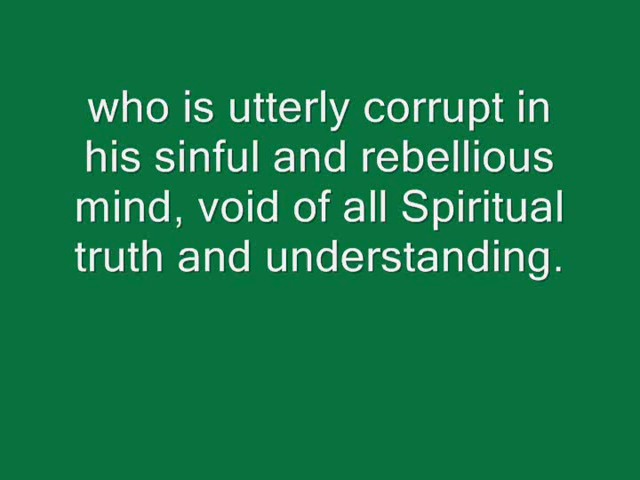 who is utterly corrupt in
his sinful and rebellious
mind, void of all Spiritual
truth and understanding.